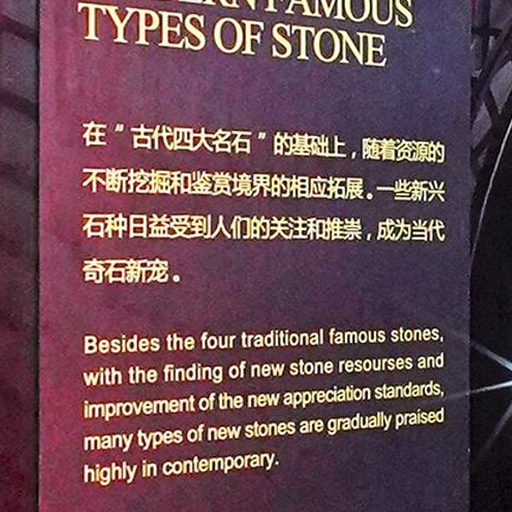 FAMOUS
TYPES OF STONE
在 ＂ 古代四大名石 ＂ 的基础上，随着资源的
不断挖掘和鉴赏境界的相应拓展。一些新兴
石种日益受到人们的关注和推崇，成为当代
奇石新宠。
Besides the four traditional famous stones,
with the finding of new stone resourses and
improvement of the new appreciation standards,
many types of new stones are gradually praised
highly in contemporary.